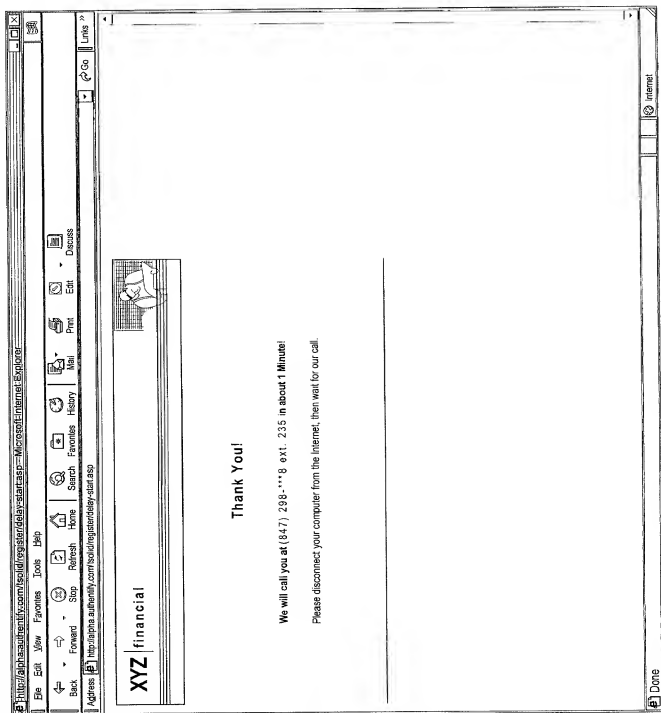 http://alpha.authentify.com/tsolid/register/delay-start.asp - Microsoft Internet Explorer
File Edit View Favorites Tools Help
Back Forward Stop Refresh Home Search Favorites History Mail Print Edit Discuss
Address http://alpha.authentify.com/tsolid/register/delay-start.asp Go Links »
XYZ financial
Thank You!
We will call you at (847) 298-***8 ext. 235 in about 1 Minute!
Please disconnect your computer from the Internet, then wait for our call.
Done Internet